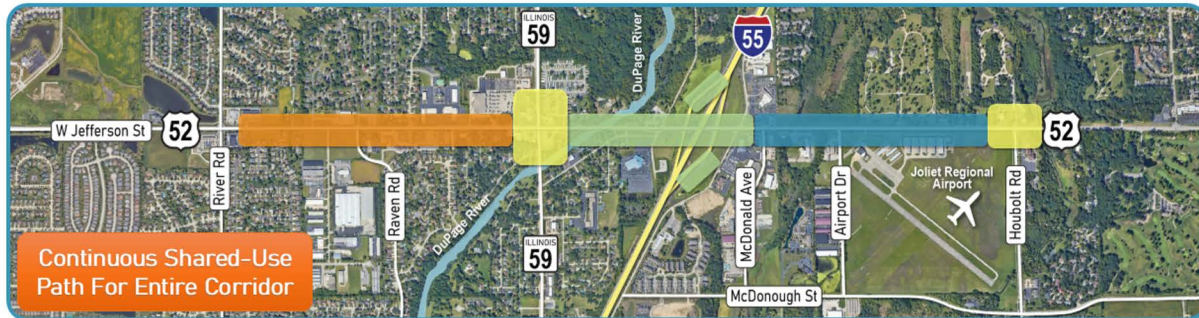 ILLINOIS
59
DuPage River
55
W Jefferson St
52
52
River Rd
Raven Rd
DuPage River
ILLINOIS
59
McDonald Ave
Airport Dr
Joliet Regional
Airport
Houbolt Rd
McDonough St
Continuous Shared-Use
Path For Entire Corridor